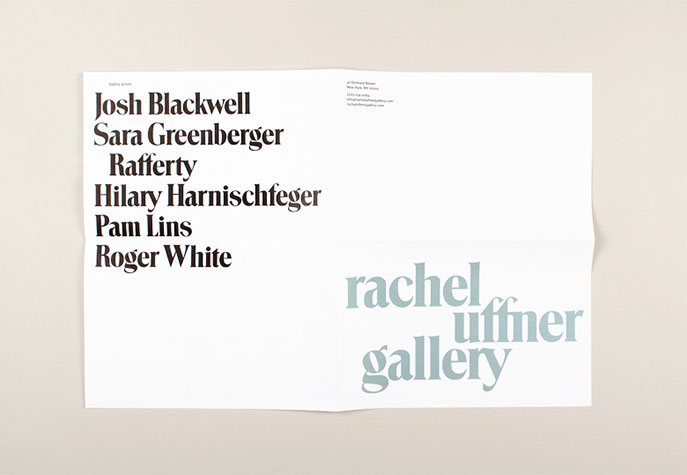 Gallery artists
Josh Blackwell
Sara Greenberger
Rafferty
Hilary Harnischfeger
Pam Lins
Roger White
47 Orchard Street
New York, NY 10002
info@racheluffnergallery.com
racheluffnergallery.com
rachel
uffner
gallery